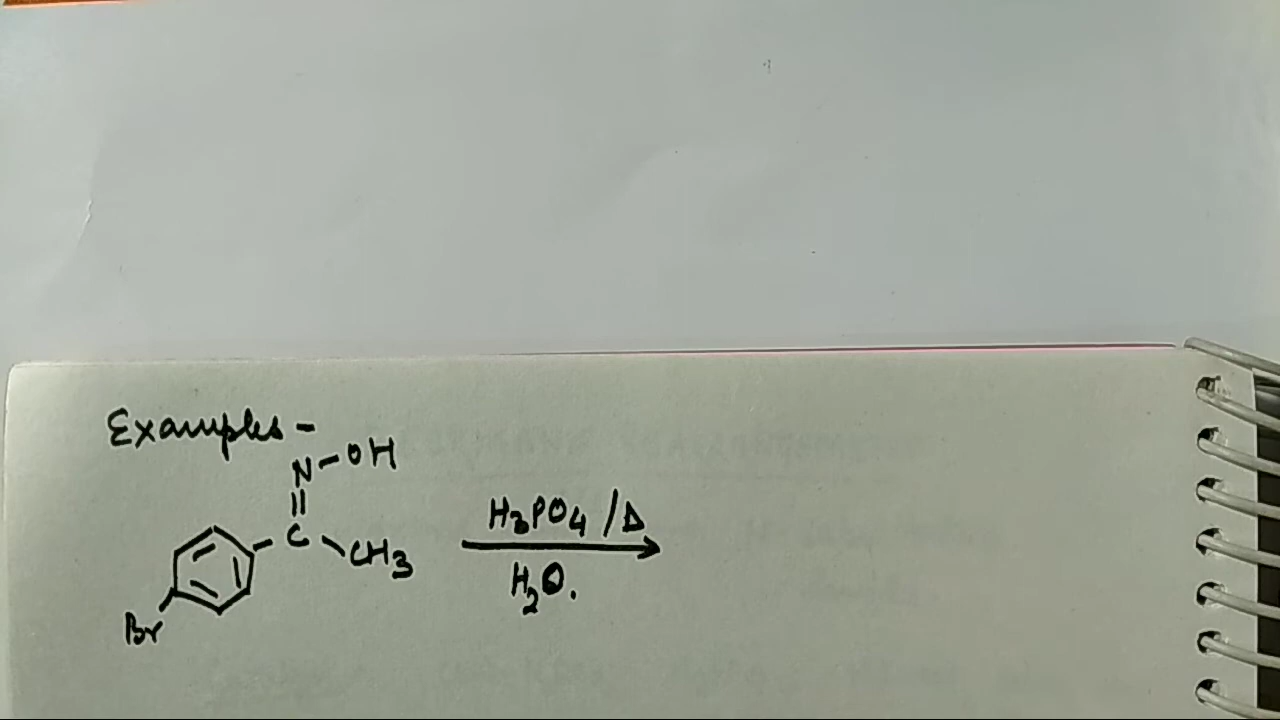 Examples -
N-OH
||
C
CH3
Br
H3PO4 /Δ
H2O.